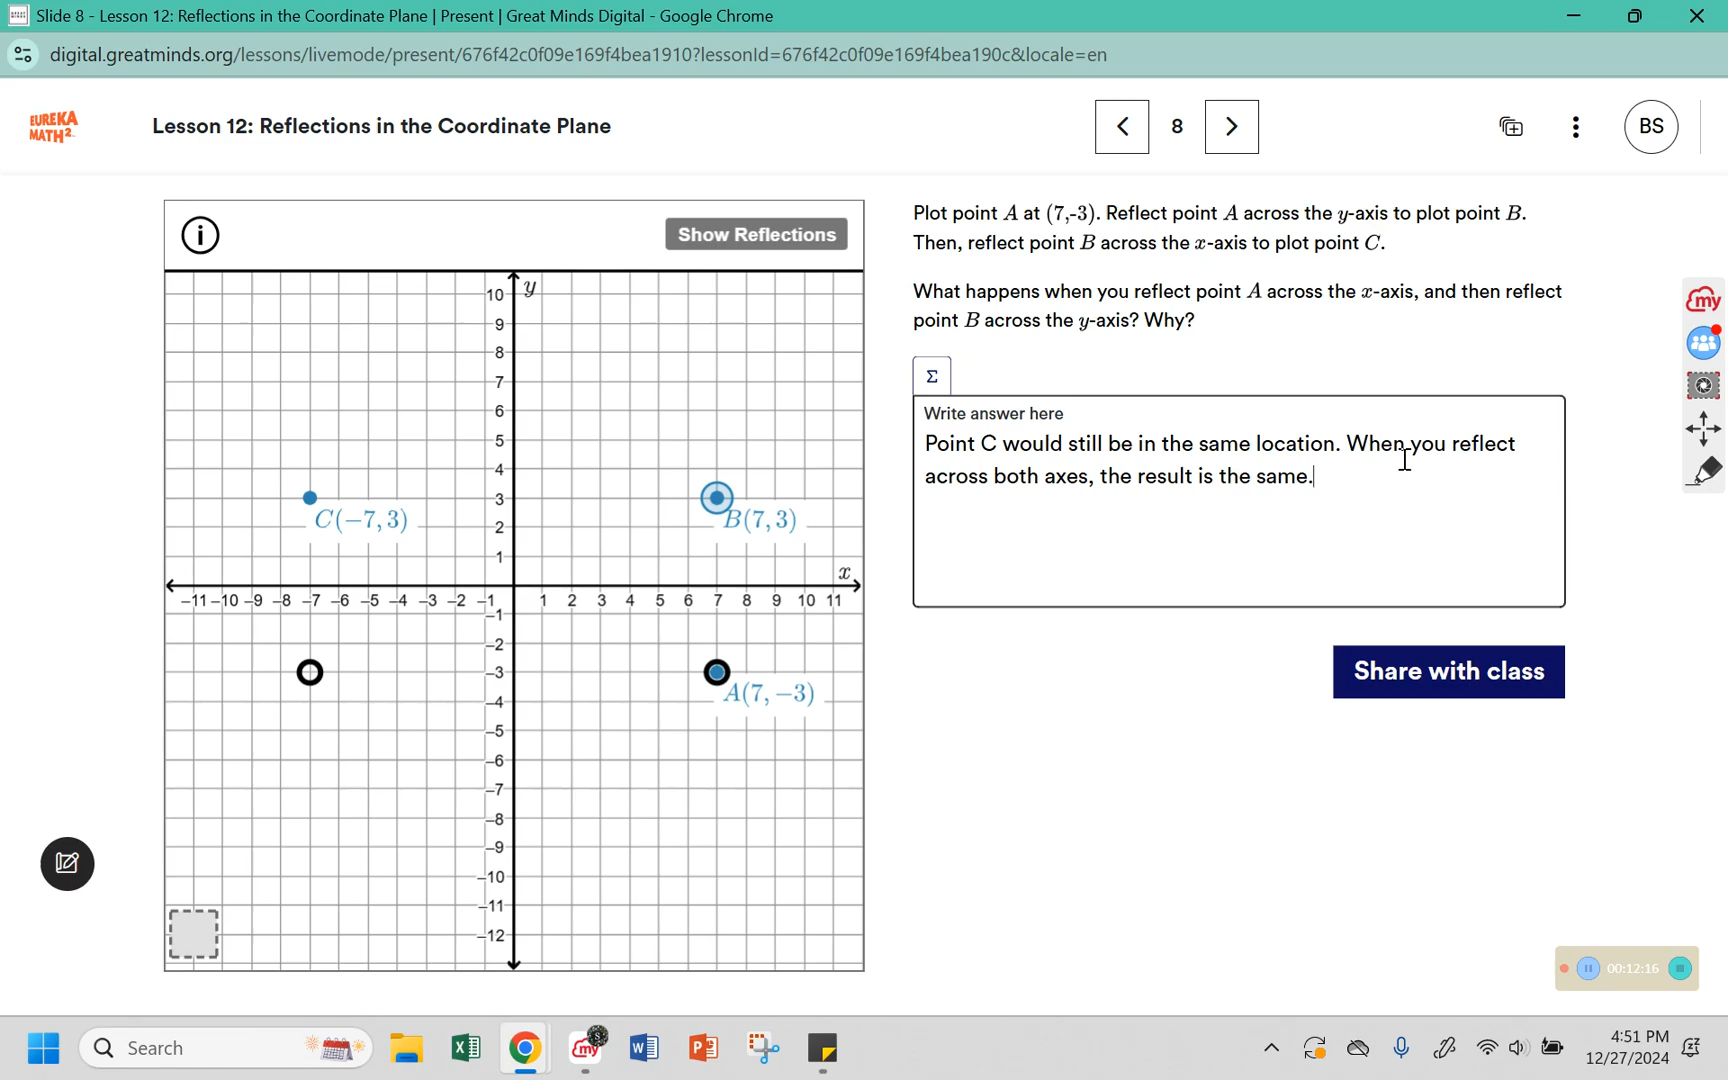 Slide 8 - Lesson 12: Reflections in the Coordinate Plane | Present | Great Minds Digital - Google Chrome
digital.greatminds.org/lessons/livemode/present/676f42c0f09e169f4bea1910?lessonId=676f42c0f09e169f4bea190c&locale=en
EUREKA
MATH2
Lesson 12: Reflections in the Coordinate Plane
8
BS
i
Show Reflections
Plot point A at (7,-3). Reflect point A across the y-axis to plot point B.
Then, reflect point B across the x-axis to plot point C.
What happens when you reflect point A across the x-axis, and then reflect
point B across the y-axis? Why?
Σ
Write answer here
Point C would still be in the same location. When you reflect
across both axes, the result is the same.
Share with class
y
10
9
8
7
6
5
4
3
2
1
C(−7, 3)
B(7, 3)
x
−11 −10 −9 −8 −7 −6 −5 −4 −3 −2 −1 1 2 3 4 5 6 7 8 9 10 11
−1
−2
−3
−4
−5
−6
−7
−8
−9
−10
−11
−12
A(7, −3)
my
00:12:16
Search
my
S
4:51 PM
12/27/2024